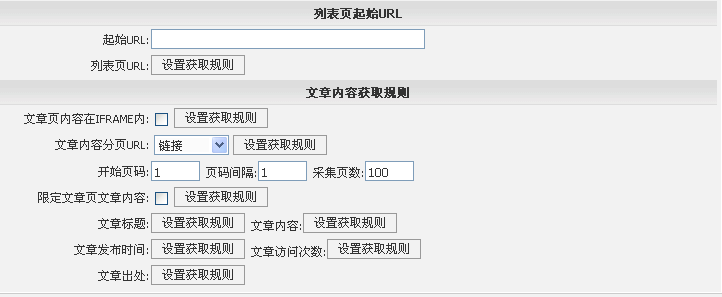 列表页起始URL
起始URL:
列表页URL: 设置获取规则
文章内容获取规则
文章页内容在IFRAME内: 设置获取规则
文章内容分页URL: 链接 设置获取规则
开始页码: 1 页码间隔: 1 采集页数: 100
限定文章页文章内容: 设置获取规则
文章标题: 设置获取规则 文章内容: 设置获取规则
文章发布时间: 设置获取规则 文章访问次数: 设置获取规则
文章出处: 设置获取规则